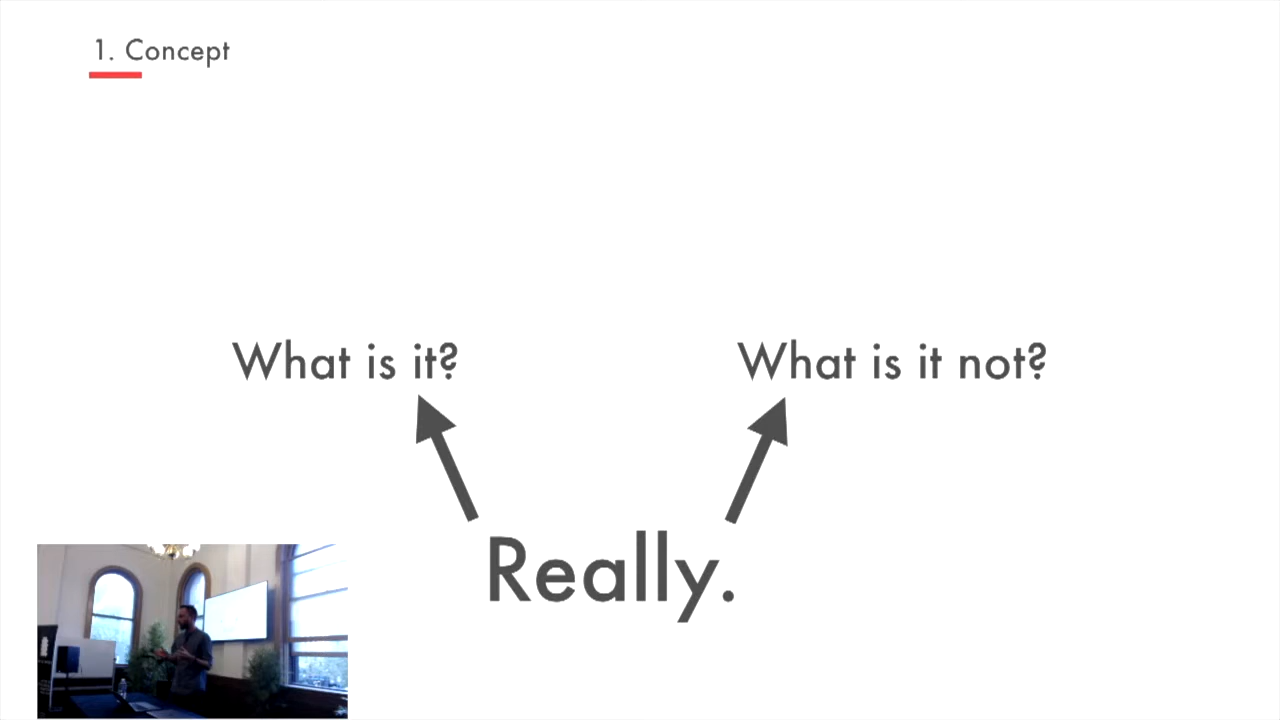 1. Concept
What is it?
What is it not?
Really.